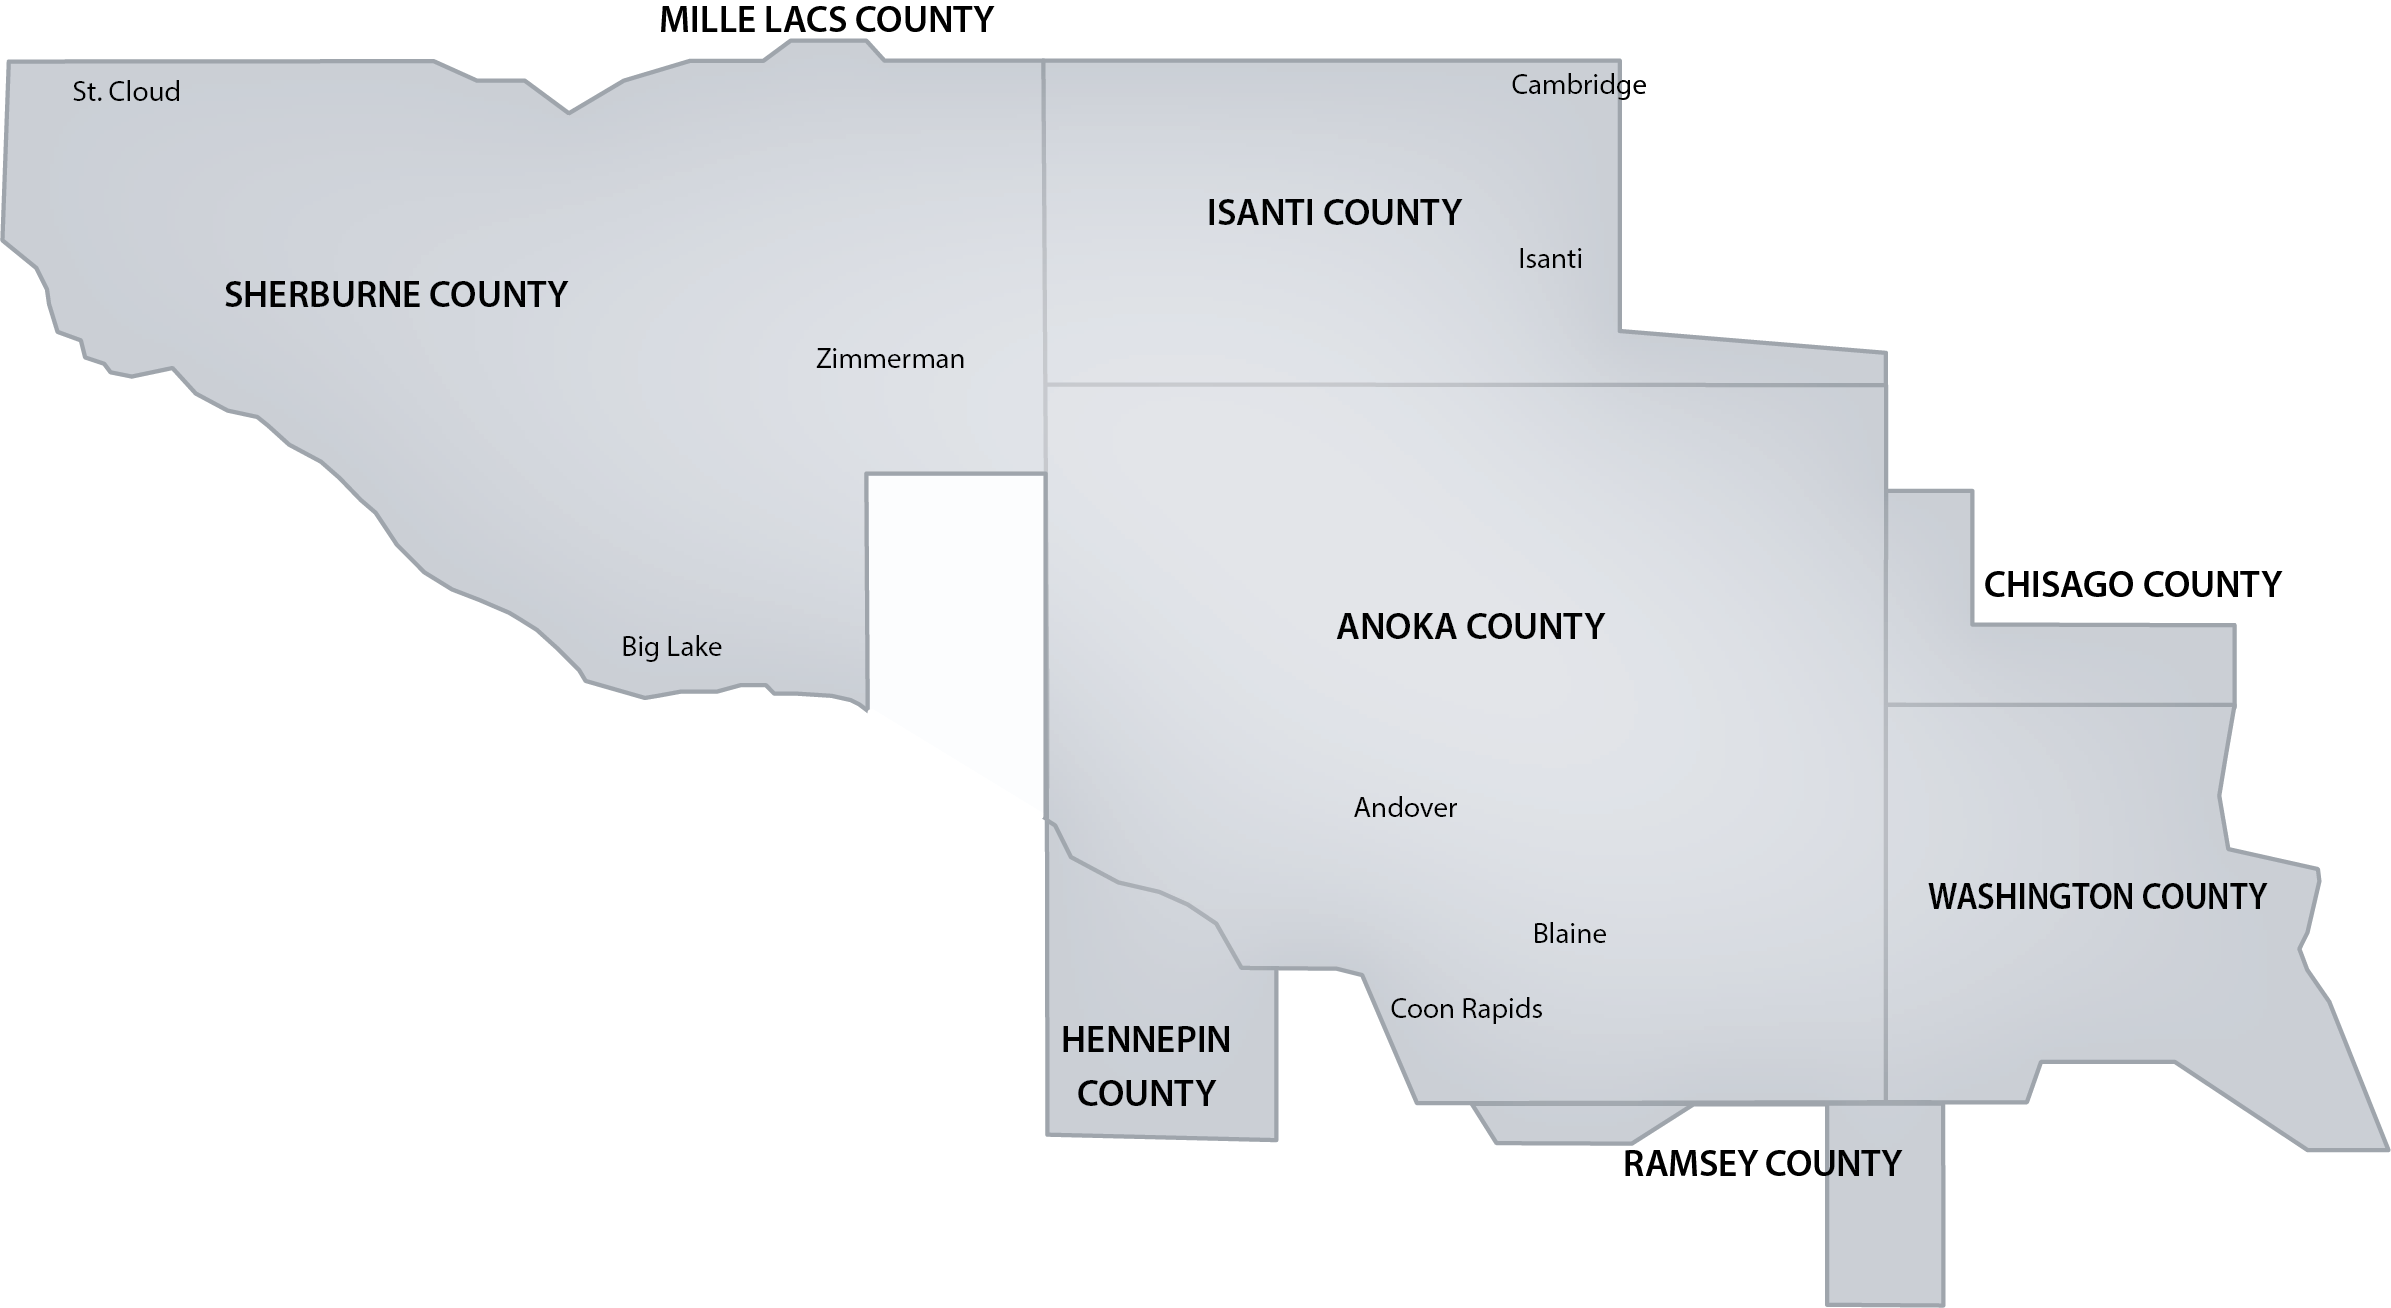 MILLE LACS COUNTY
St. Cloud
Cambridge
ISANTI COUNTY
Isanti
SHERBURNE COUNTY
Zimmerman
CHISAGO COUNTY
ANOKA COUNTY
Big Lake
Andover
WASHINGTON COUNTY
Blaine
Coon Rapids
HENNEPIN
COUNTY
RAMSEY COUNTY